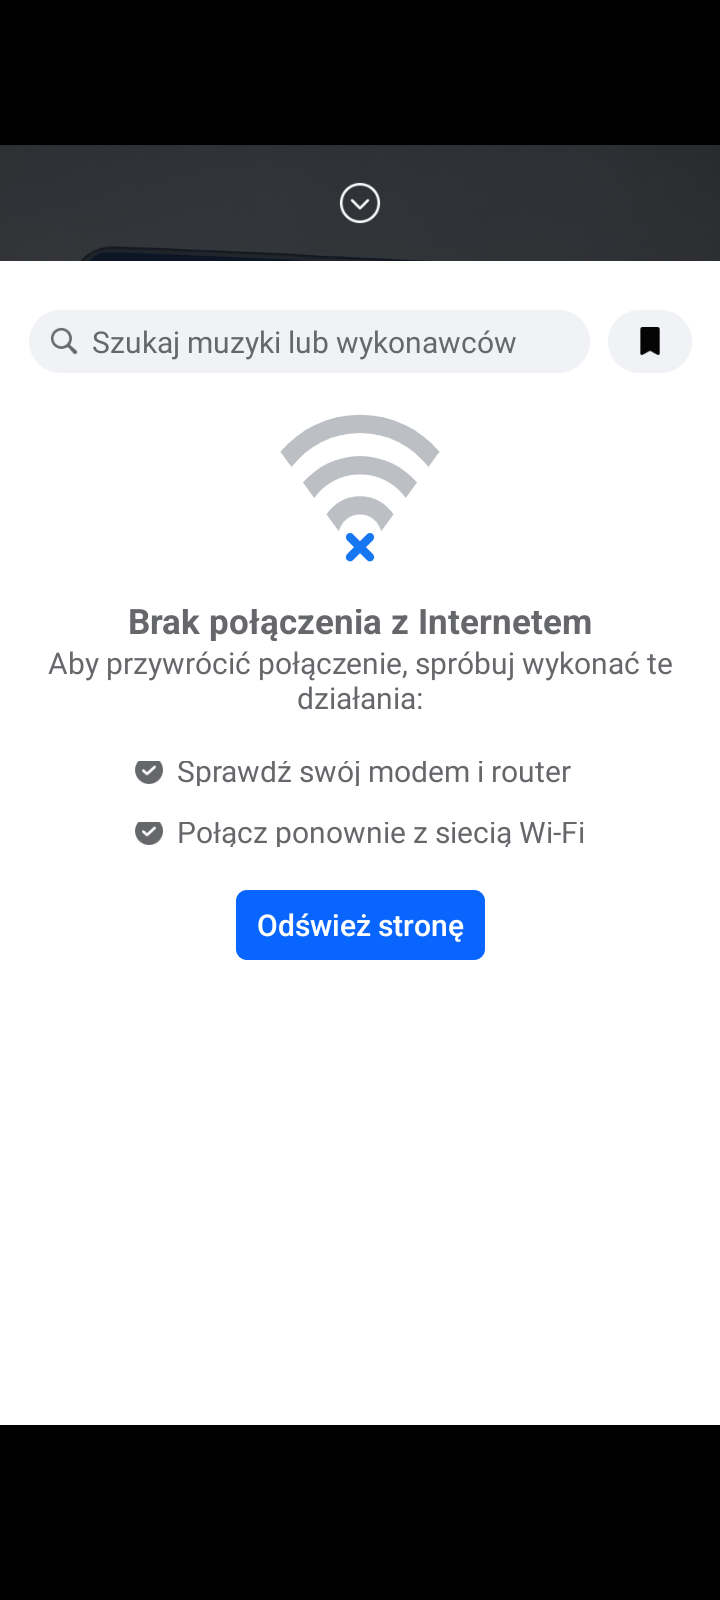 Szukaj muzyki lub wykonawców
Brak połączenia z Internetem
Aby przywrócić połączenie, spróbuj wykonać te
działania:
Sprawdź swój modem i router
Połącz ponownie z siecią Wi-Fi
Odśwież stronę